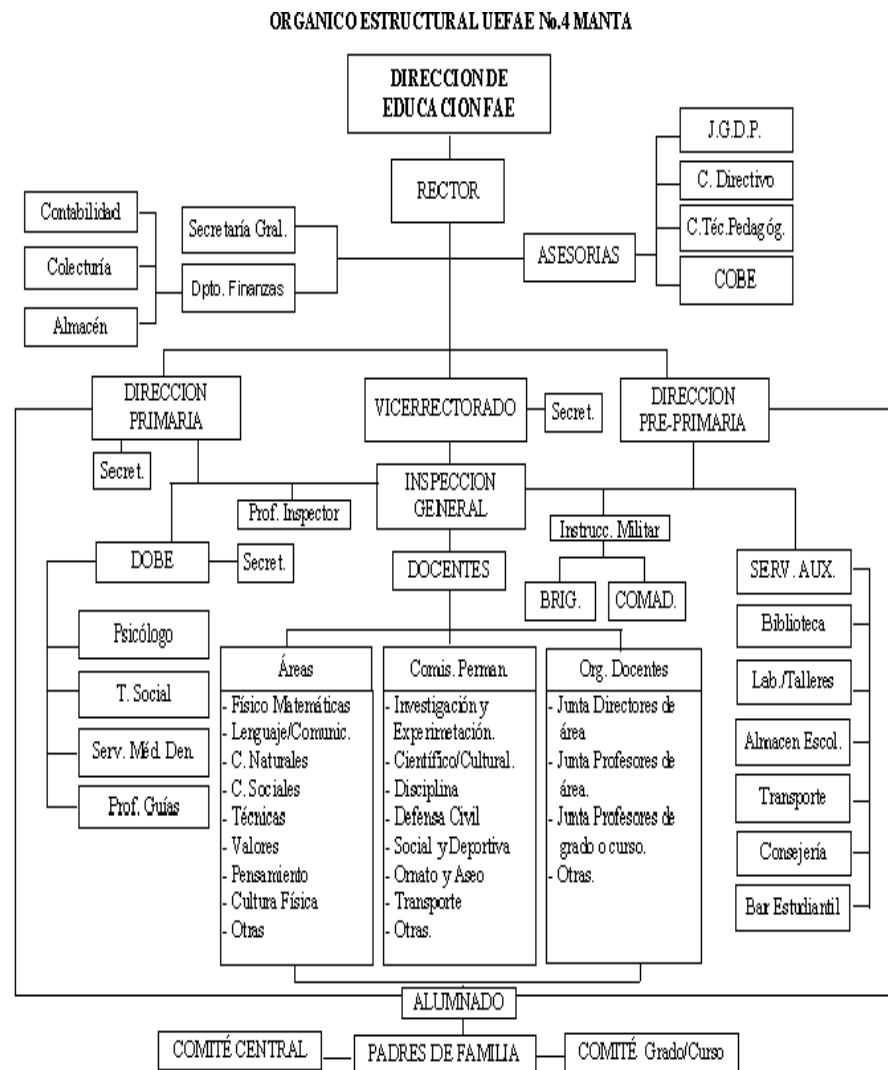 ORGANICO ESTRUCTURAL UEFAE No.4 MANTA
DIRECCION DE
EDUCACION FAE
RECTOR
J.G.D.P.
C. Directivo
C.Téc.Pedagóg.
COBE
ASESORIAS
Contabilidad
Colecturía
Almacén
Secretaría Gral.
Dpto. Finanzas
DIRECCION
PRIMARIA
Secret.
VICERRECTORADO
Secret.
DIRECCION
PRE-PRIMARIA
INSPECCION
GENERAL
Prof. Inspector
Instrucc. Militar
BRIG.
COMAD.
DOBE
Secret.
DOCENTES
SERV. AUX.
Psicólogo
T. Social
Serv. Méd. Den.
Prof. Guías
Áreas
- Físico Matemáticas
- Lenguaje/Comunic.
- C. Naturales
- C. Sociales
- Técnicas
- Valores
- Pensamiento
- Cultura Física
- Otras
Comis. Perman.
- Investigación y
Experimetación.
- Científico/Cultural.
- Disciplina
- Defensa Civil
- Social y Deportiva
- Ornato y Aseo
- Transporte
- Otras.
Org. Docentes
- Junta Directores de
área
- Junta Profesores de
área.
- Junta Profesores de
grado o curso.
- Otras.
Biblioteca
Lab./Talleres
Almacen Escol.
Transporte
Consejería
Bar Estudiantil
ALUMNADO
COMITÉ CENTRAL
PADRES DE FAMILIA
COMITÉ Grado/Curso